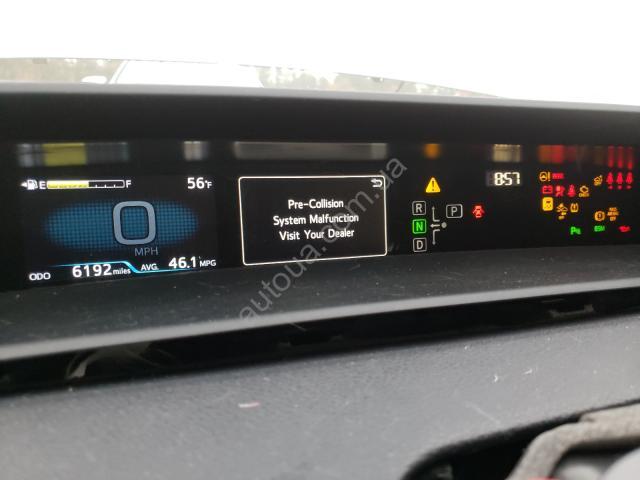 E F 56°F
0
MPH
ODO 6192 miles AVG. 46.1 MPG
Pre-Collision
System Malfunction
Visit Your Dealer
R
N
D
P
8:57
BSM
autoua.com.ua